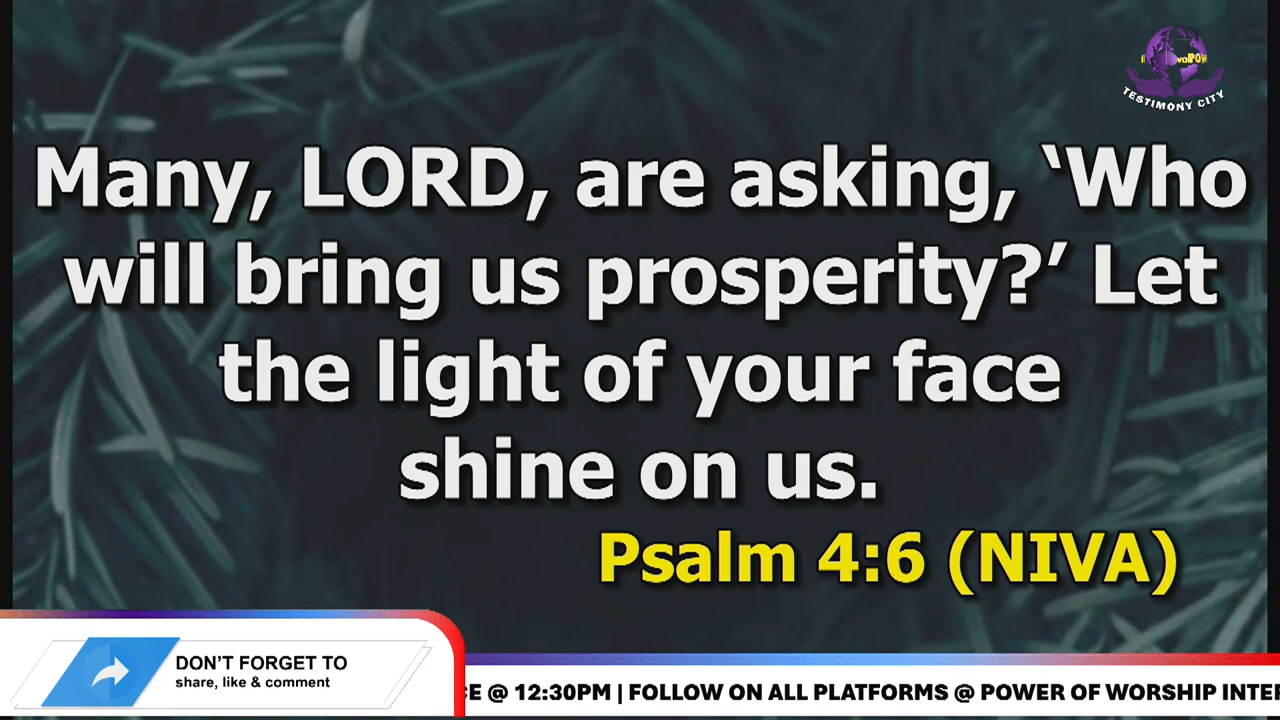 TESTIMONY CITY
Many, LORD, are asking, ‘Who
will bring us prosperity?’ Let
the light of your face
shine on us.
Psalm 4:6 (NIVA)
DON’T FORGET TO
share, like & comment
@ 12:30PM | FOLLOW ON ALL PLATFORMS @ POWER OF WORSHIP